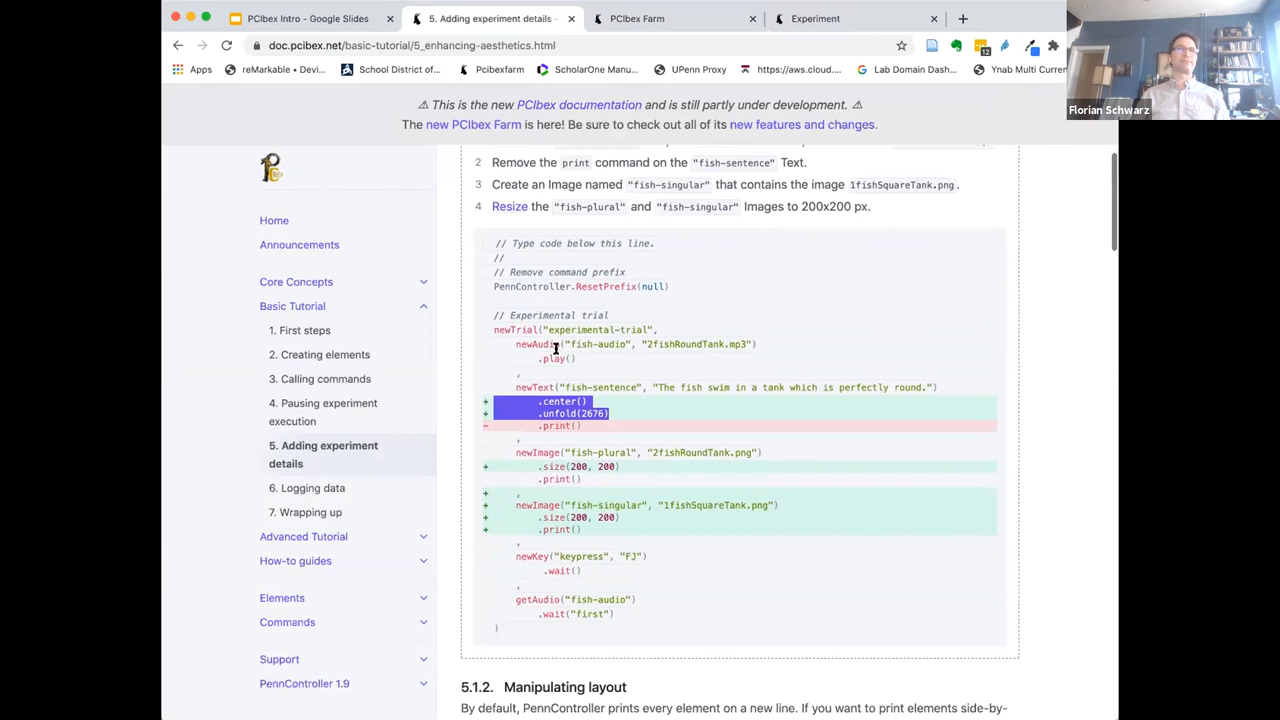 PCIbex Intro - Google Slides
5. Adding experiment details -
PCIbex Farm
Experiment
doc.pcibex.net/basic-tutorial/5_enhancing-aesthetics.html
12
Apps
reMarkable • Devi...
School District of...
Pcibexfarm
ScholarOne Manu...
UPenn Proxy
https://aws.cloud....
Lab Domain Dash...
Ynab Multi Curren
Florian Schwarz
⚠ This is the new PCIbex documentation and is still partly under development. ⚠
The new PCIbex Farm is here! Be sure to check out all of its new features and changes.
Home
Announcements
Core Concepts
Basic Tutorial
1. First steps
2. Creating elements
3. Calling commands
4. Pausing experiment
execution
5. Adding experiment
details
6. Logging data
7. Wrapping up
Advanced Tutorial
How-to guides
Elements
Commands
Support
PennController 1.9
2 Remove the print command on the "fish-sentence" Text.
3 Create an Image named "fish-singular" that contains the image 1fishSquareTank.png.
4 Resize the "fish-plural" and "fish-singular" Images to 200x200 px.
// Type code below this line.
//
// Remove command prefix
PennController.ResetPrefix(null)
// Experimental trial
newTrial("experimental-trial",
newAudio("fish-audio", "2fishRoundTank.mp3")
.play()
,
newText("fish-sentence", "The fish swim in a tank which is perfectly round.")
+ .center()
+ .unfold(2676)
- .print()
,
newImage("fish-plural", "2fishRoundTank.png")
+ .size(200, 200)
.print()
+ ,
+ newImage("fish-singular", "1fishSquareTank.png")
+ .size(200, 200)
+ .print()
,
newKey("keypress", "FJ")
.wait()
,
getAudio("fish-audio")
.wait("first")
)
5.1.2. Manipulating layout
By default, PennController prints every element on a new line. If you want to print elements side-by-